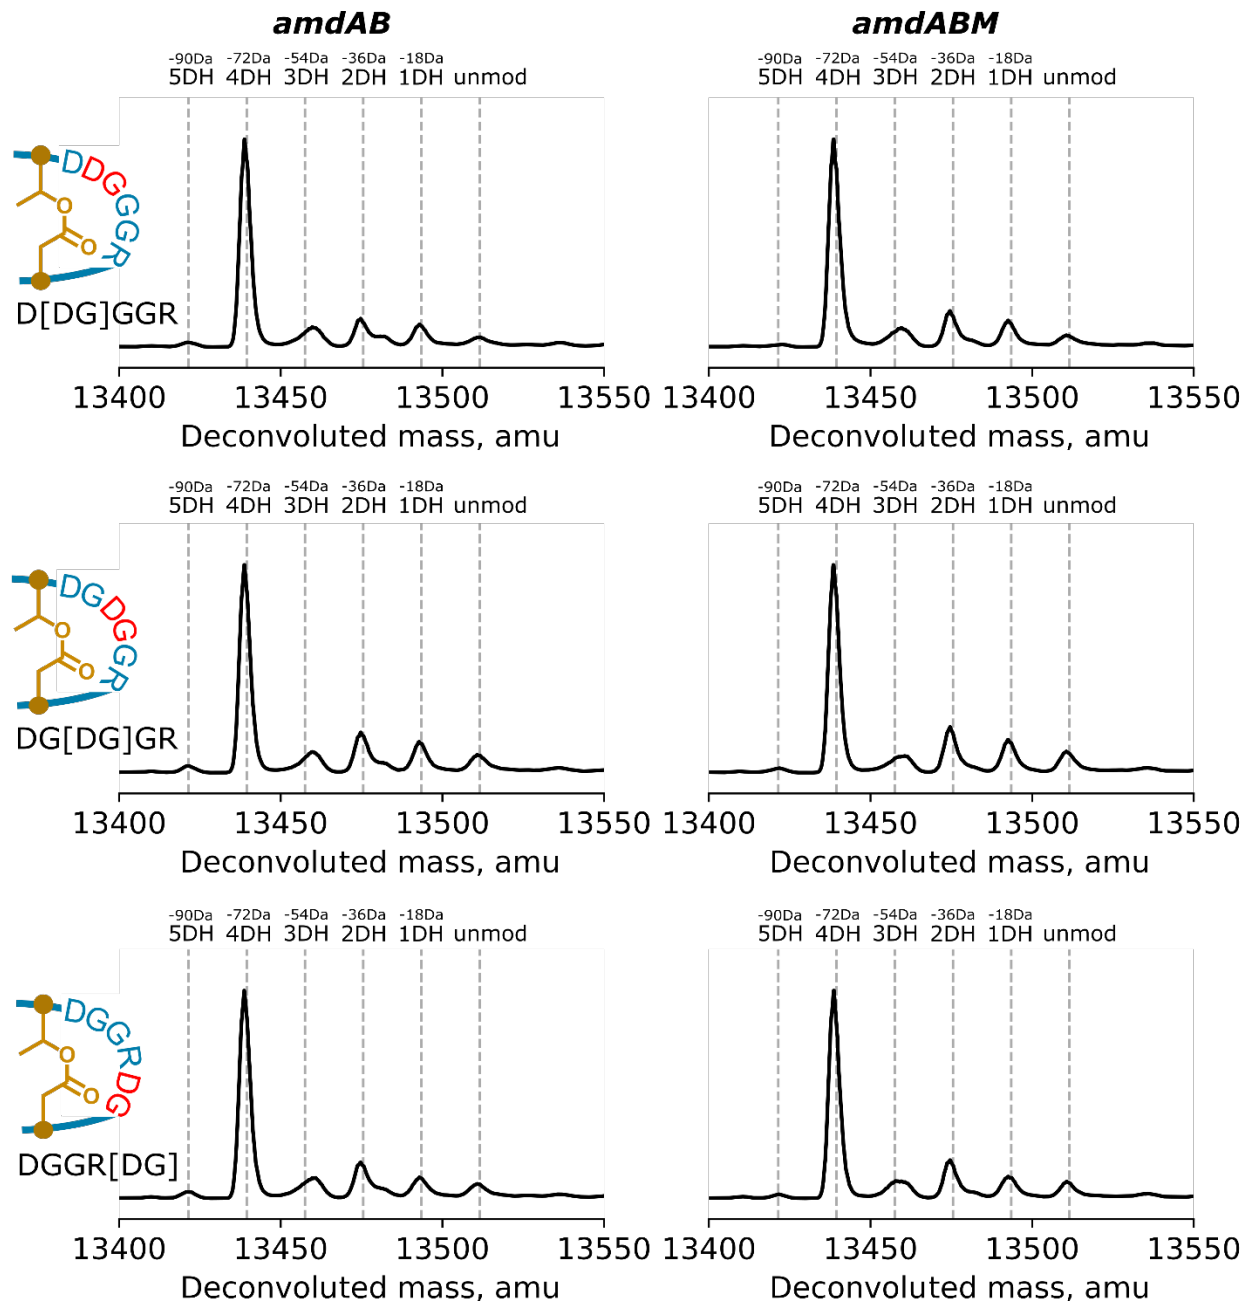 amdAB
amdABM
-90Da -72Da -54Da -36Da -18Da
5DH 4DH 3DH 2DH 1DH unmod
-90Da -72Da -54Da -36Da -18Da
5DH 4DH 3DH 2DH 1DH unmod
DDGGGR
O
O
D[DG]GGR
13400 13450 13500 13550
Deconvoluted mass, amu
13400 13450 13500 13550
Deconvoluted mass, amu
-90Da -72Da -54Da -36Da -18Da
5DH 4DH 3DH 2DH 1DH unmod
-90Da -72Da -54Da -36Da -18Da
5DH 4DH 3DH 2DH 1DH unmod
DGDGGR
O
O
DG[DG]GR
13400 13450 13500 13550
Deconvoluted mass, amu
13400 13450 13500 13550
Deconvoluted mass, amu
-90Da -72Da -54Da -36Da -18Da
5DH 4DH 3DH 2DH 1DH unmod
-90Da -72Da -54Da -36Da -18Da
5DH 4DH 3DH 2DH 1DH unmod
DGGRDG
O
O
DGGR[DG]
13400 13450 13500 13550
Deconvoluted mass, amu
13400 13450 13500 13550
Deconvoluted mass, amu